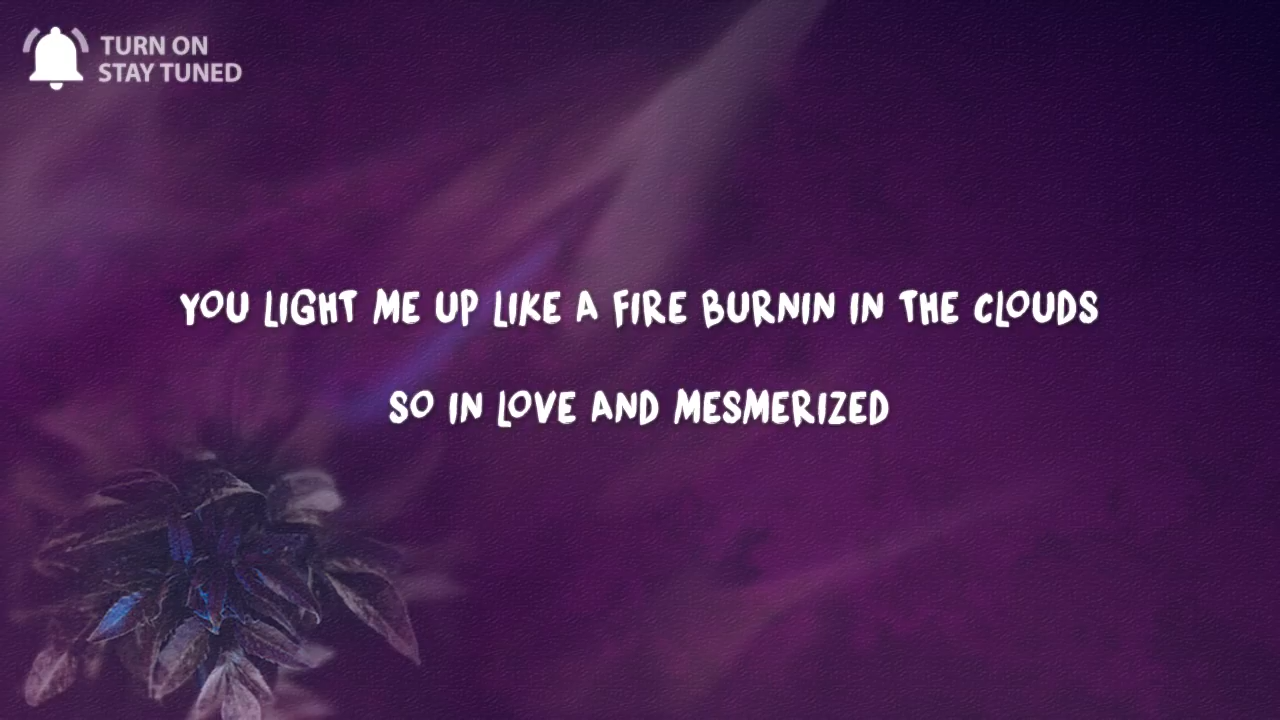 TURN ON
STAY TUNED
YOU LIGHT ME UP LIKE A FIRE BURNIN IN THE CLOUDS
SO IN LOVE AND MESMERIZED